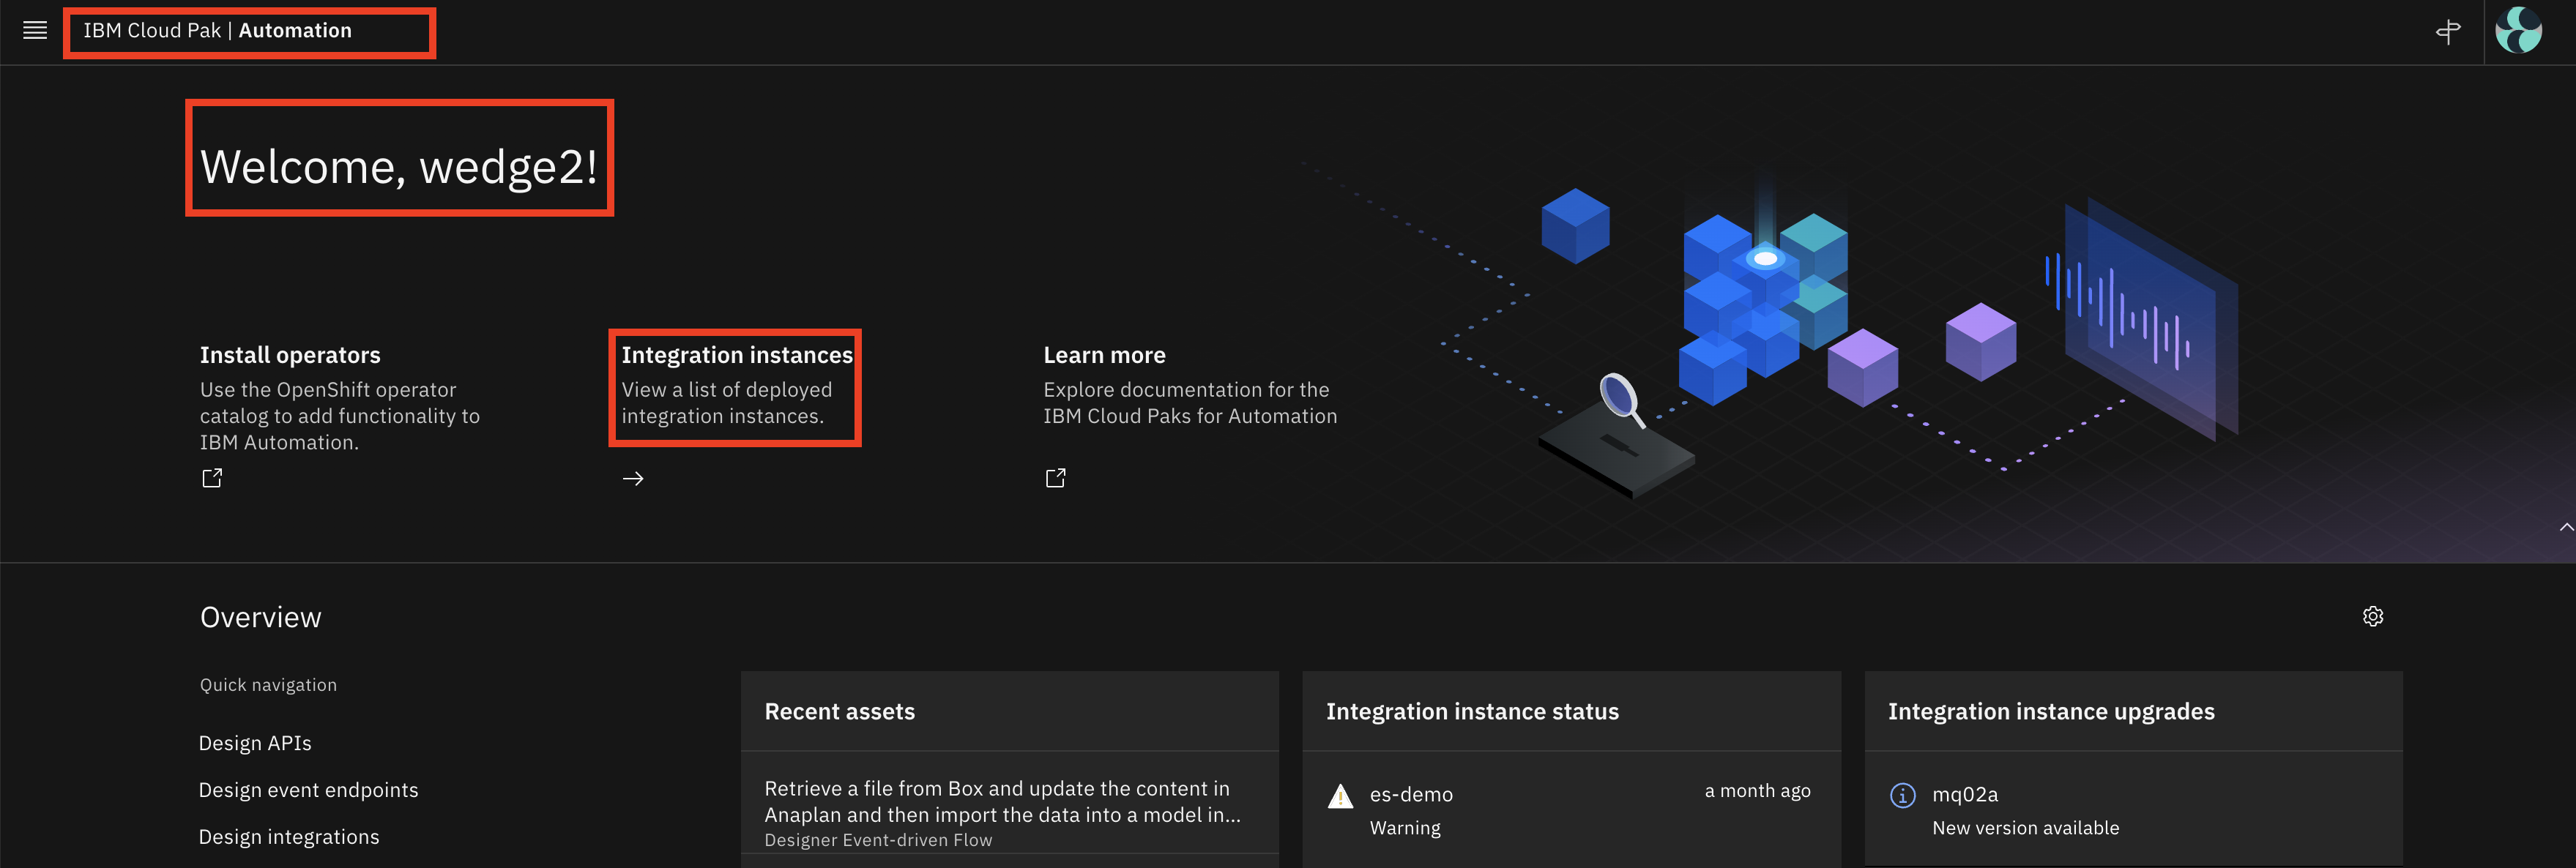 IBM Cloud Pak | Automation
Welcome, wedge2!
Install operators
Use the OpenShift operator
catalog to add functionality to
IBM Automation.
Integration instances
View a list of deployed
integration instances.
Learn more
Explore documentation for the
IBM Cloud Paks for Automation
Overview
Quick navigation
Design APIs
Design event endpoints
Design integrations
Recent assets
Retrieve a file from Box and update the content in
Anaplan and then import the data into a model in...
Designer Event-driven Flow
Integration instance status
es-demo
a month ago
Warning
Integration instance upgrades
mq02a
New version available